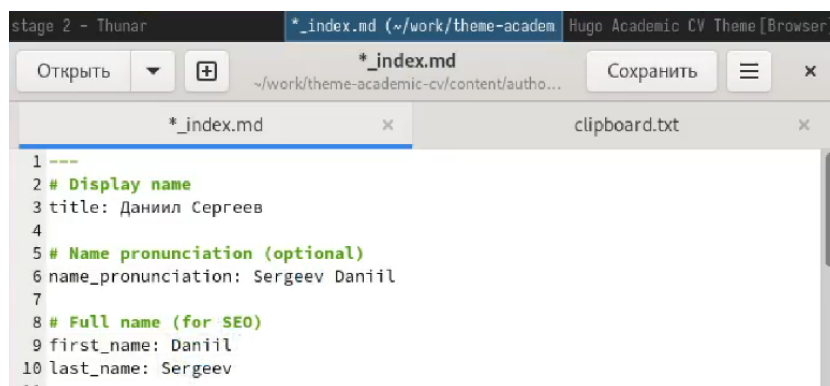 stage 2 - Thunar *_index.md (~/work/theme-academ Hugo Academic CV Theme[Browser
Открыть *_index.md Сохранить
~/work/theme-academic-cv/content/autho...
*_index.md clipboard.txt
1 ---
2 # Display name
3 title: Даниил Сергеев
4
5 # Name pronunciation (optional)
6 name_pronunciation: Sergeev Daniil
7
8 # Full name (for SEO)
9 first_name: Daniil
10 last_name: Sergeev